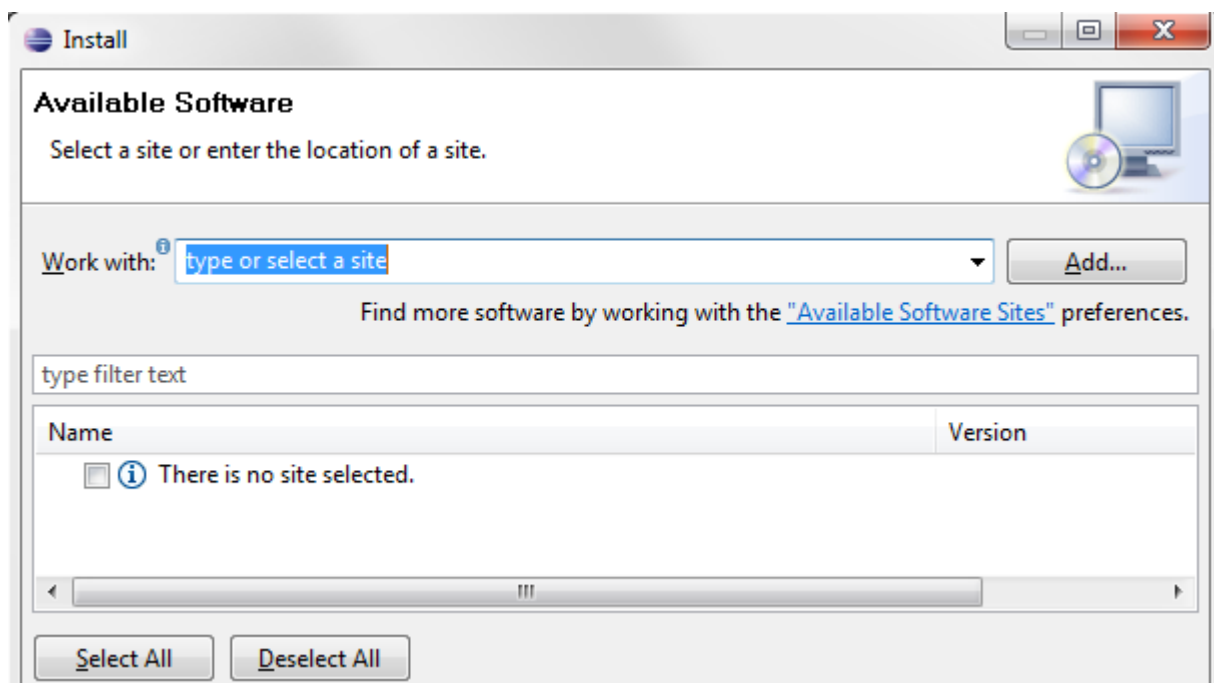 Install
Available Software
Select a site or enter the location of a site.
Work with: type or select a site Add...
Find more software by working with the "Available Software Sites" preferences.
type filter text
Name Version
There is no site selected.
Select All Deselect All